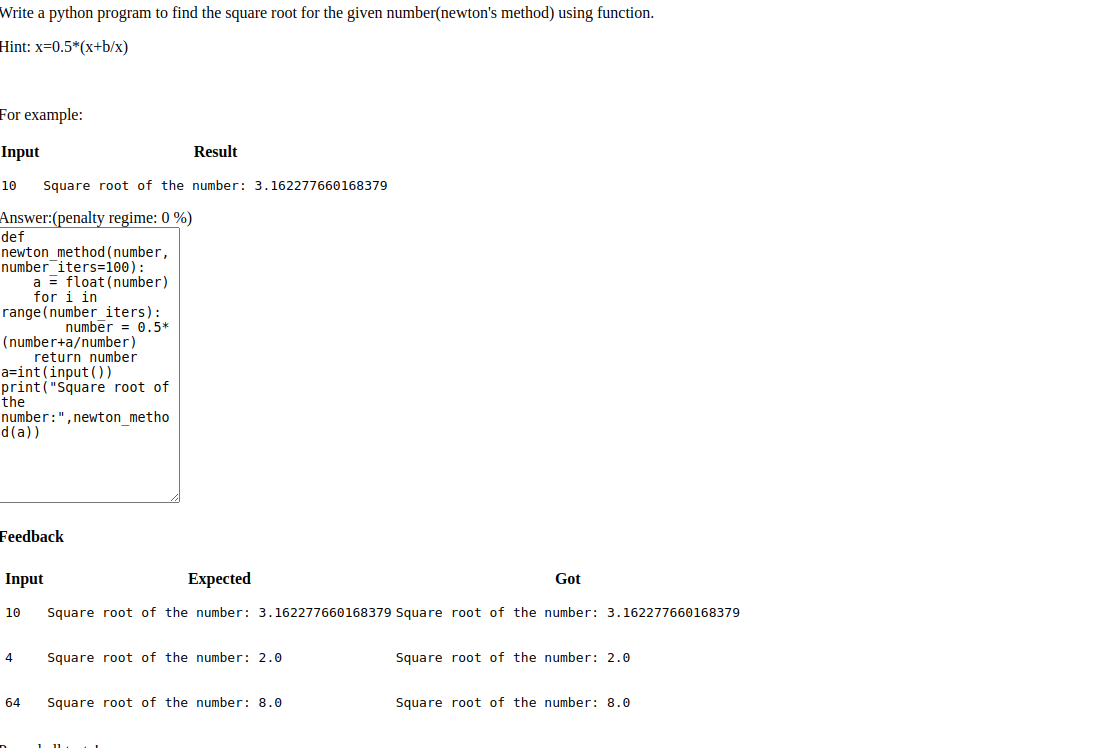 Write a python program to find the square root for the given number(newton's method) using function.
Hint: x=0.5*(x+b/x)
For example:
Input Result
10 Square root of the number: 3.162277660168379
Answer:(penalty regime: 0 %)
def
newton_method(number,
number_iters=100):
    a = float(number)
    for i in
range(number_iters):
        number = 0.5*
(number+a/number)
    return number
a=int(input())
print("Square root of
the
number:",newton_metho
d(a))
Feedback
Input Expected Got
10 Square root of the number: 3.162277660168379 Square root of the number: 3.162277660168379
4 Square root of the number: 2.0 Square root of the number: 2.0
64 Square root of the number: 8.0 Square root of the number: 8.0